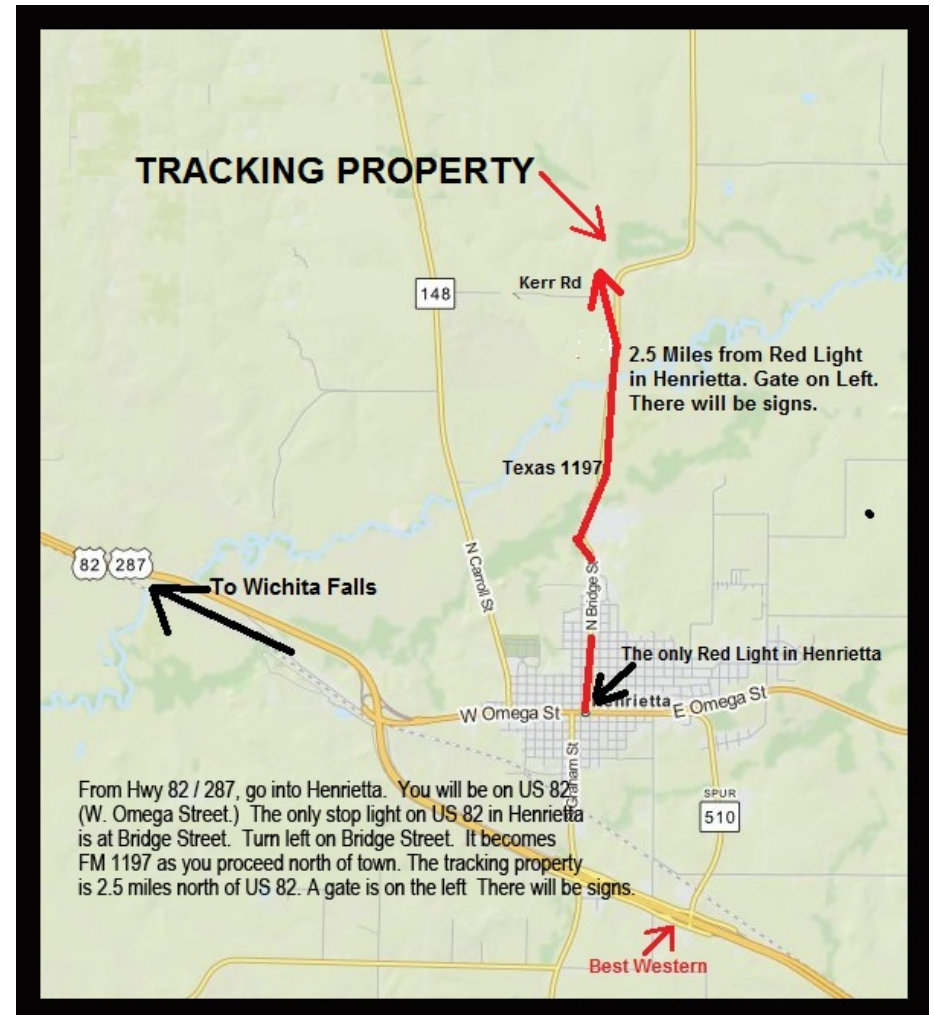 TRACKING PROPERTY
Kerr Rd
148
2.5 Miles from Red Light
in Henrietta. Gate on Left.
There will be signs.
Texas 1197
82 287
To Wichita Falls
N Carroll St
N Bridge St
The only Red Light in Henrietta
Henrietta
W Omega St
E Omega St
Graham St
SPUR
510
From Hwy 82 / 287, go into Henrietta. You will be on US 82
(W. Omega Street.) The only stop light on US 82 in Henrietta
is at Bridge Street. Turn left on Bridge Street. It becomes
FM 1197 as you proceed north of town. The tracking property
is 2.5 miles north of US 82. A gate is on the left There will be signs.
Best Western